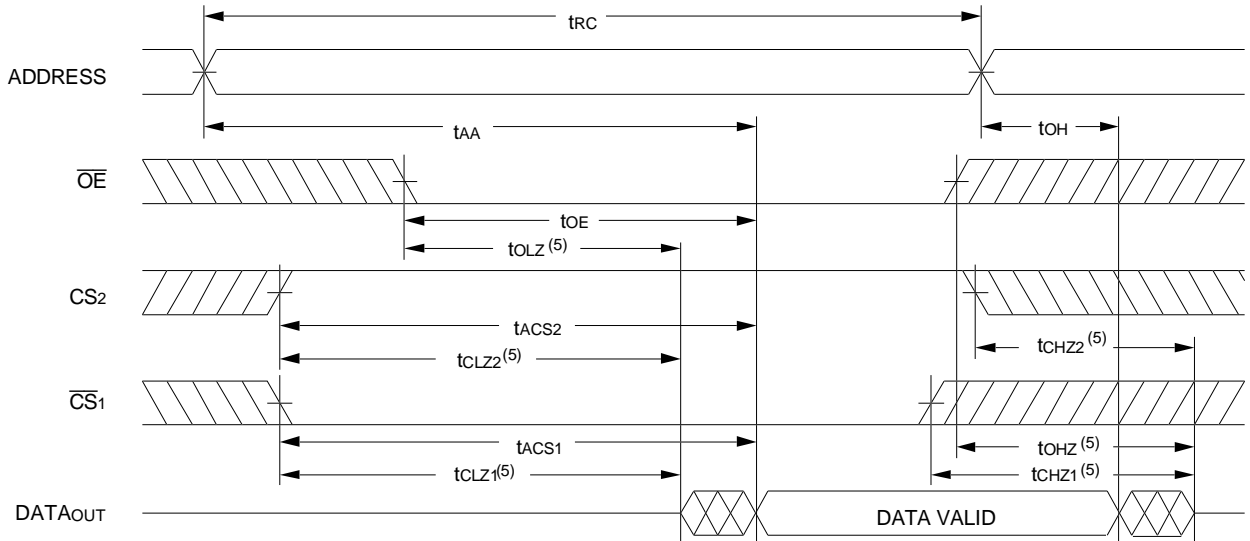 tRC
ADDRESS
tAA
tOH
OE
tOE
tOLZ (5)
CS2
tACS2
tCLZ2 (5)
tCHZ2 (5)
CS1
tACS1
tOHZ (5)
tCLZ1 (5)
tCHZ1 (5)
DATAOUT
DATA VALID